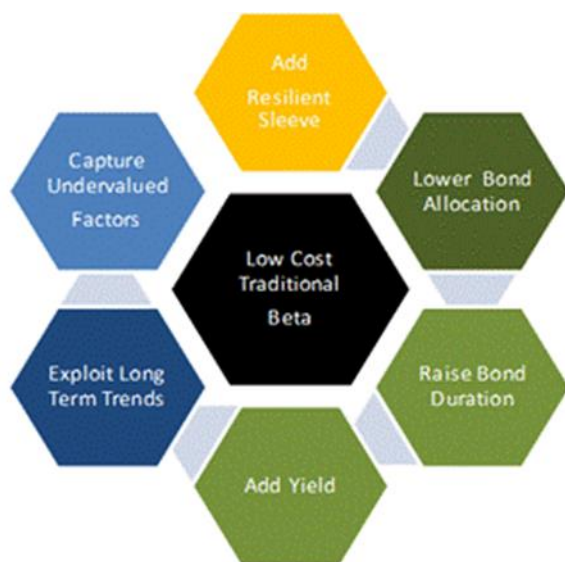 Add
Resilient
Sleeve
Capture
Undervalued
Factors
Lower Bond
Allocation
Low Cost
Traditional
Beta
Exploit Long
Term Trends
Raise Bond
Duration
Add Yield